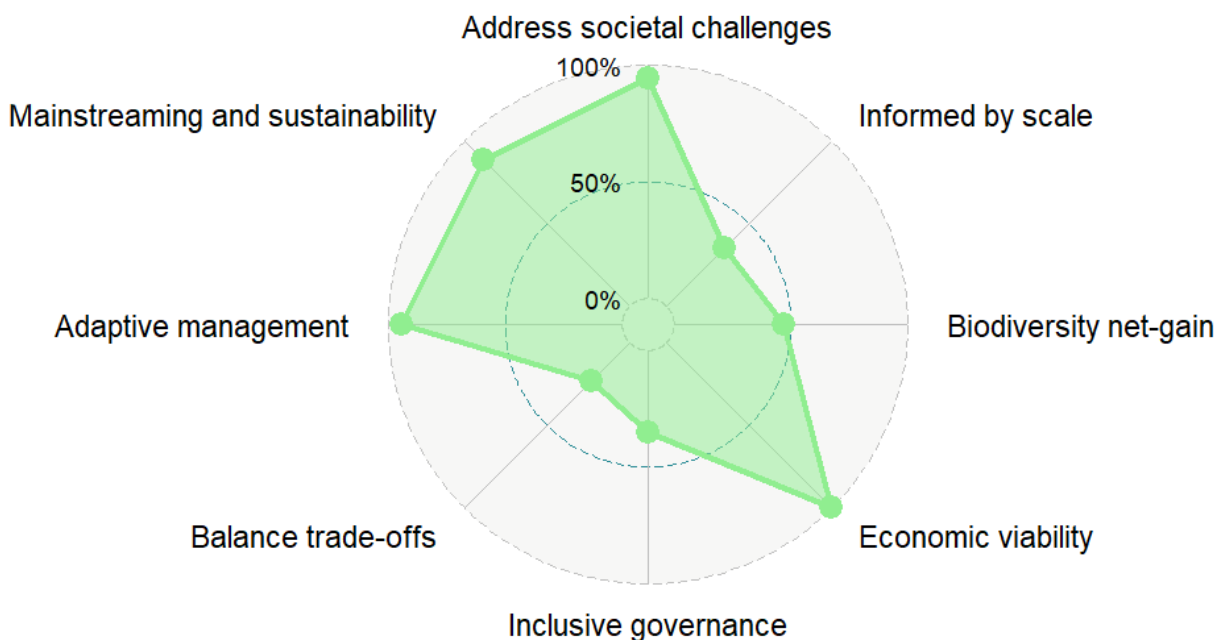 Address societal challenges
100%
Mainstreaming and sustainability
Informed by scale
50%
0%
Adaptive management
Biodiversity net-gain
Balance trade-offs
Economic viability
Inclusive governance